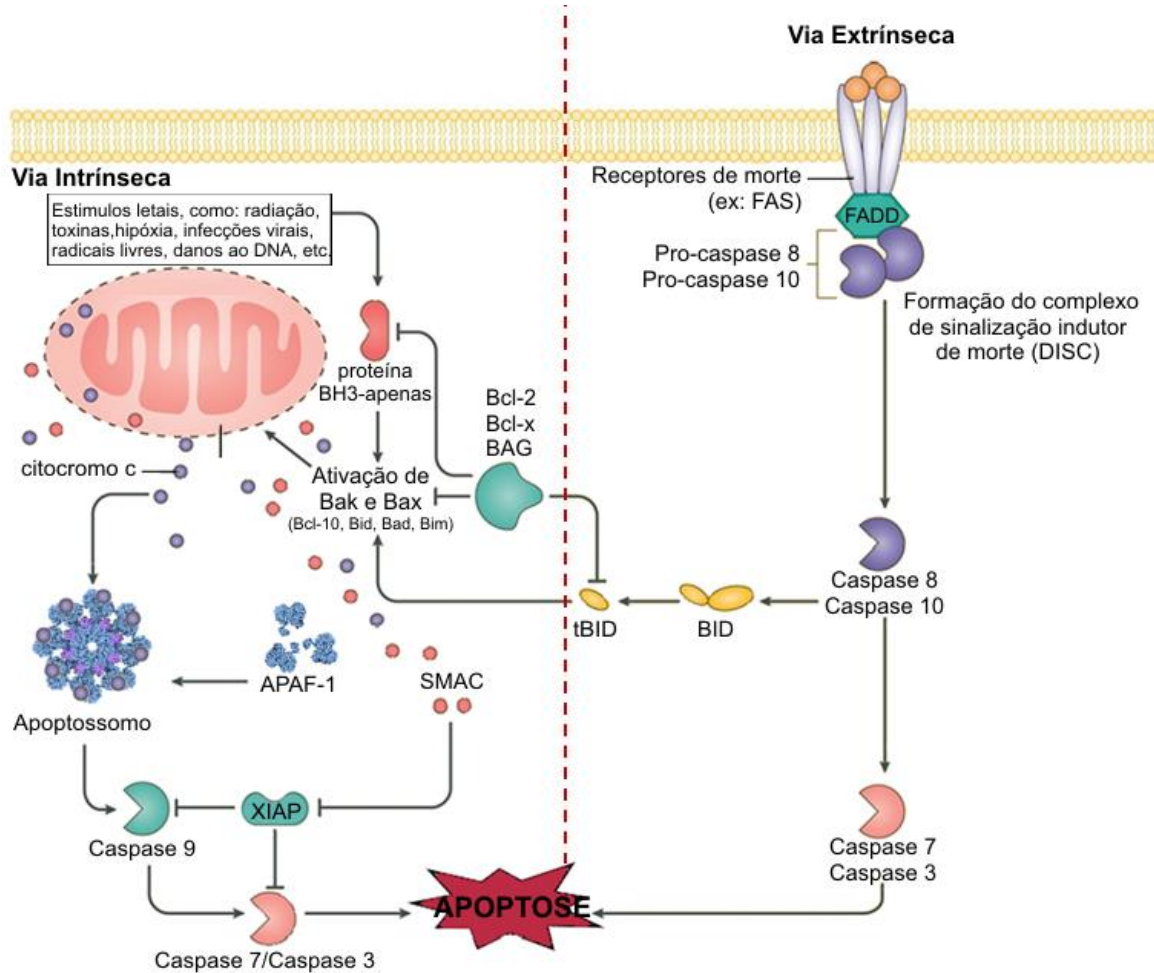 Via Extrínseca
Receptores de morte
(ex: FAS)
FADD
Pro-caspase 8
Pro-caspase 10
Formação do complexo
de sinalização indutor
de morte (DISC)
Via Intrínseca
Estimulos letais, como: radiação,
toxinas,hipóxia, infecções virais,
radicais livres, danos ao DNA, etc.
proteína
BH3-apenas
Bcl-2
Bcl-x
BAG
citocromo c
Ativação de
Bak e Bax
(Bcl-10, Bid, Bad, Bim)
tBID
BID
Caspase 8
Caspase 10
APAF-1
SMAC
Apoptossomo
XIAP
Caspase 9
Caspase 7/Caspase 3
APOPTOSE
Caspase 7
Caspase 3